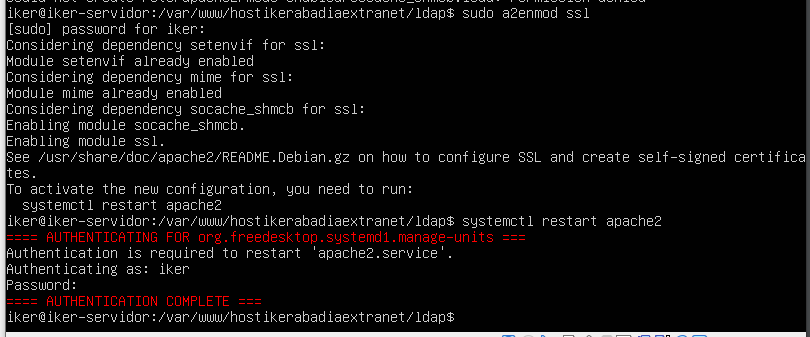 iker@iker-servidor:/var/www/hostikerabadiaextranet/ldap$ sudo a2enmod ssl
[sudo] password for iker:
Considering dependency setenvif for ssl:
Module setenvif already enabled
Considering dependency mime for ssl:
Module mime already enabled
Considering dependency socache_shmcb for ssl:
Enabling module socache_shmcb.
Enabling module ssl.
See /usr/share/doc/apache2/README.Debian.gz on how to configure SSL and create self-signed certifica
tes.
To activate the new configuration, you need to run:
  systemctl restart apache2
iker@iker-servidor:/var/www/hostikerabadiaextranet/ldap$ systemctl restart apache2
==== AUTHENTICATING FOR org.freedesktop.systemd1.manage-units ===
Authentication is required to restart 'apache2.service'.
Authenticating as: iker
Password:
==== AUTHENTICATION COMPLETE ===
iker@iker-servidor:/var/www/hostikerabadiaextranet/ldap$